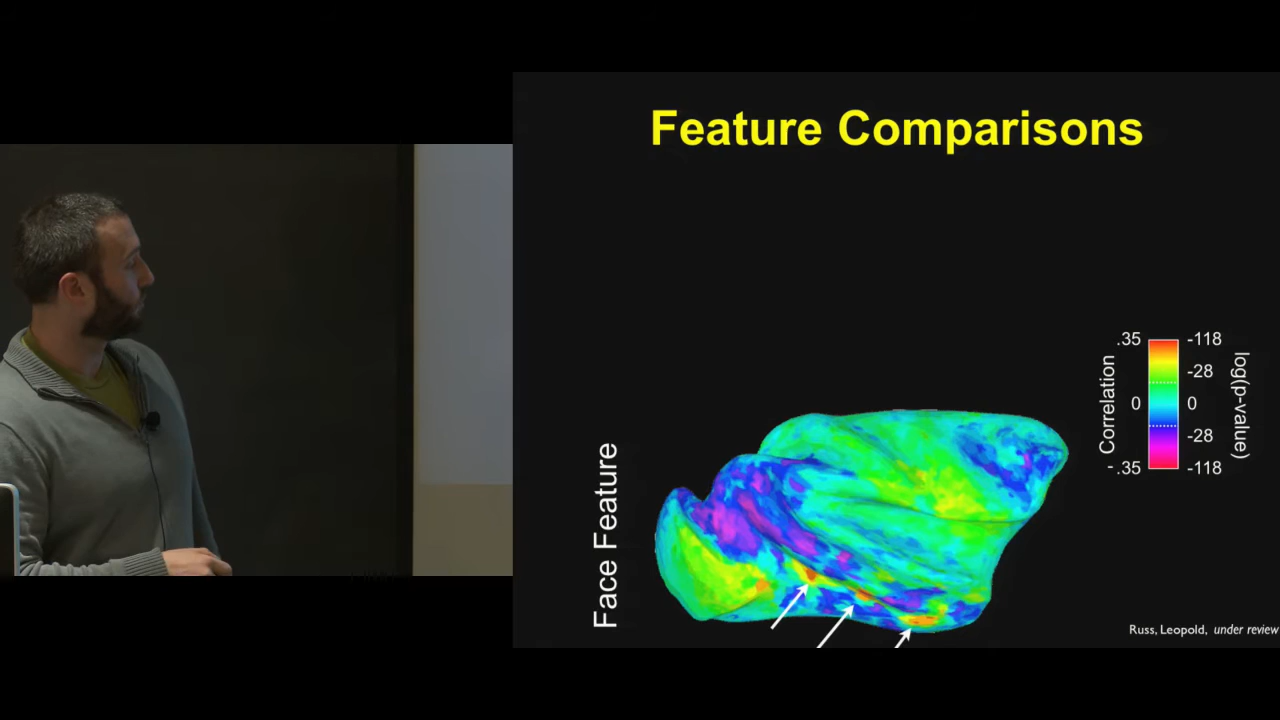 Feature Comparisons
Face Feature
Correlation
.35
0
-.35
-118
-28
0
-28
-118
log(p-value)
Russ, Leopold, under review